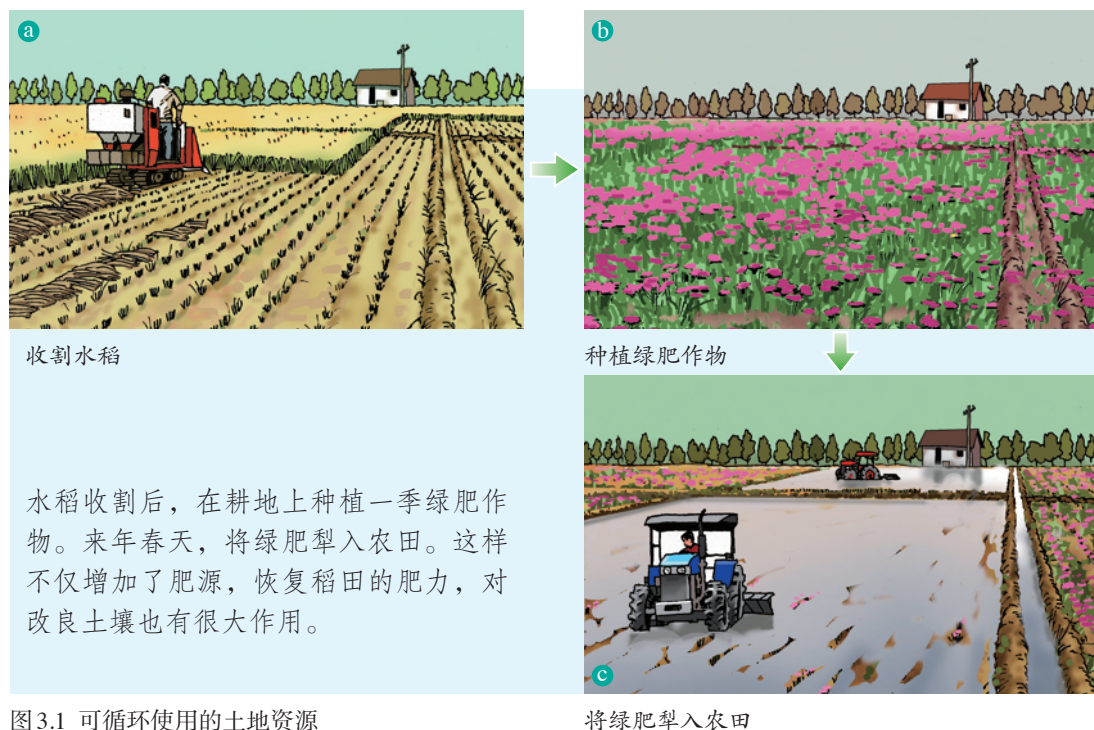 a
b
收割水稻
种植绿肥作物
水稻收割后，在耕地上种植一季绿肥作
物。来年春天，将绿肥犁入农田。这样
不仅增加了肥源，恢复稻田的肥力，对
改良土壤也有很大作用。
c
图3.1 可循环使用的土地资源
将绿肥犁入农田